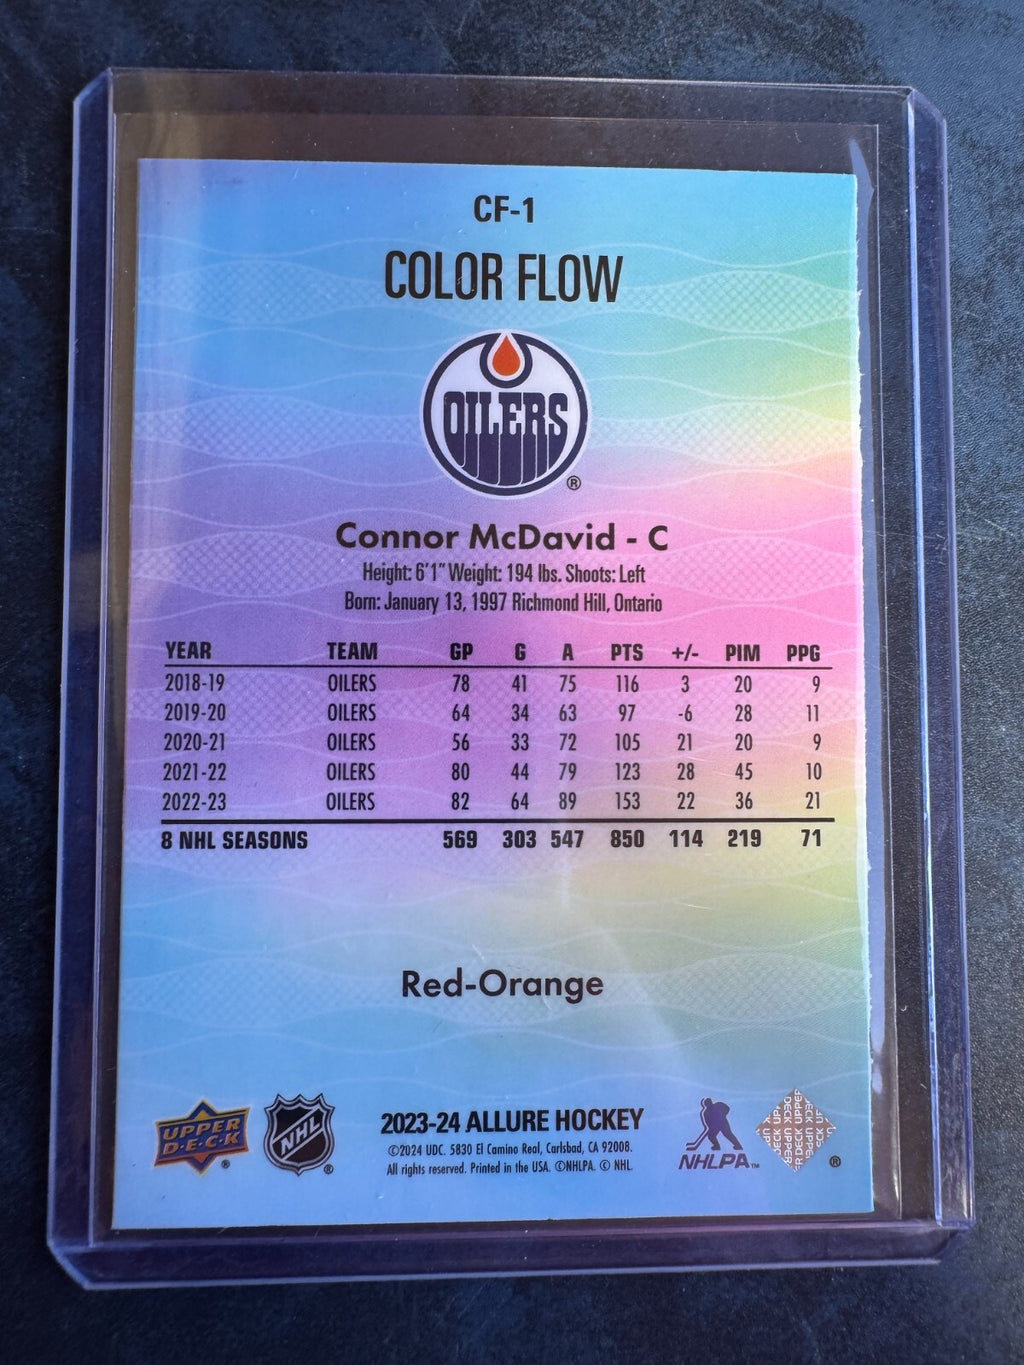 CF-1
COLOR FLOW
OILERS
®
Connor McDavid - C
Height: 6'1" Weight: 194 lbs. Shoots: Left
Born: January 13, 1997 Richmond Hill, Ontario
YEAR TEAM GP G A PTS +/- PIM PPG
2018-19 OILERS 78 41 75 116 3 20 9
2019-20 OILERS 64 34 63 97 -6 28 11
2020-21 OILERS 56 33 72 105 21 20 9
2021-22 OILERS 80 44 79 123 28 45 10
2022-23 OILERS 82 64 89 153 22 36 21
8 NHL SEASONS 569 303 547 850 114 219 71
Red-Orange
UPPER
D·E·C·K
®
NHL
®
2023-24 ALLURE HOCKEY
©2024 UDC. 5830 El Camino Real, Carlsbad, CA 92008.
All rights reserved. Printed in the USA. ©NHLPA. © NHL.
NHLPA™
®